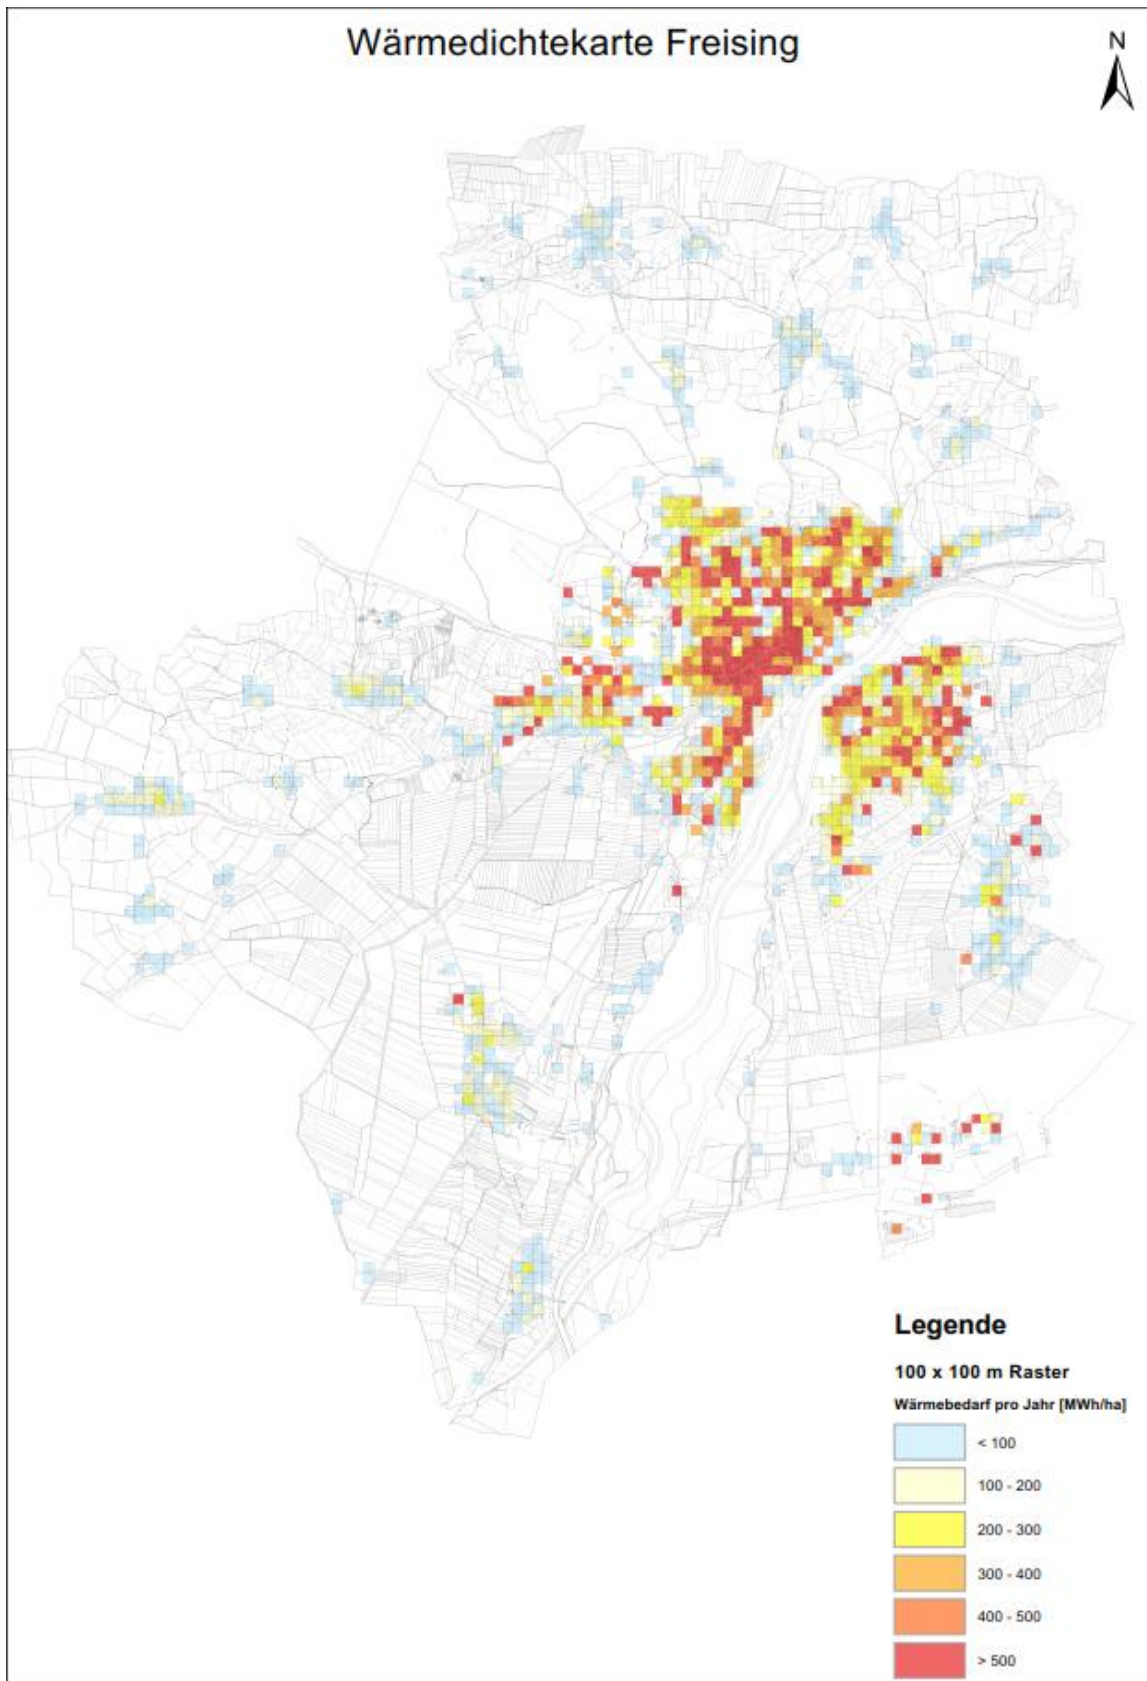 Wärmedichtekarte Freising
N
Legende
100 x 100 m Raster
Wärmebedarf pro Jahr [MWh/ha]
< 100
100 - 200
200 - 300
300 - 400
400 - 500
> 500